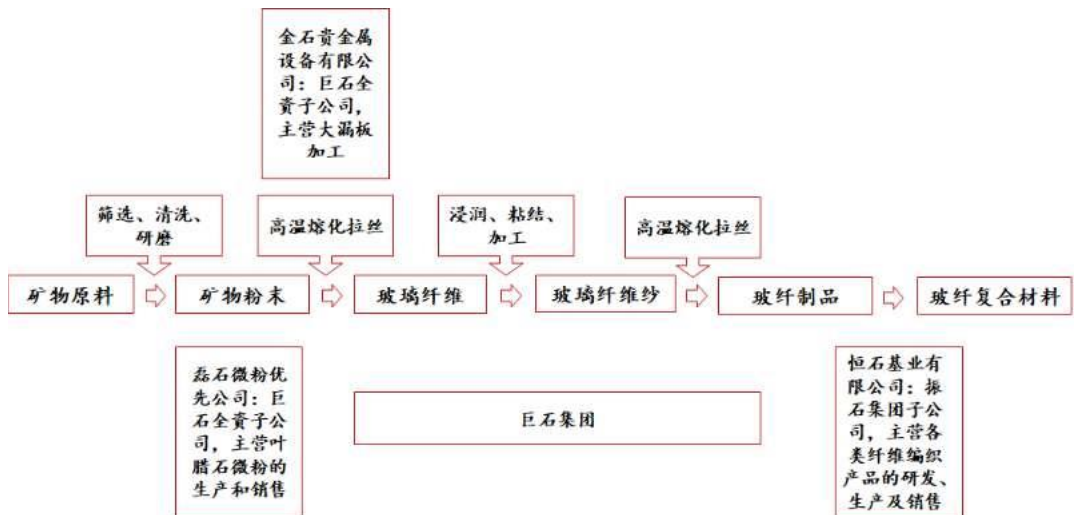 金石贵金属
设备有限公
司：巨石全
资子公司，
主营大漏板
加工
筛选、清洗、
研磨
高温熔化拉丝
浸润、粘结、
加工
高温熔化拉丝
矿物原料
矿物粉末
玻璃纤维
玻璃纤维纱
玻纤制品
玻纤复合材料
磊石微粉优
先公司：巨
石全资子公
司，主营叶
腊石微粉的
生产和销售
巨石集团
恒石基业有
限公司：振
石集团子公
司，主营各
类纤维编织
产品的研发、
生产及销售